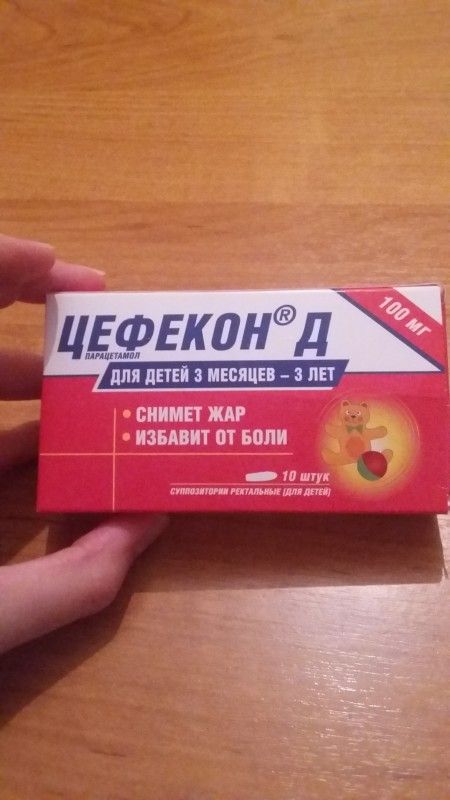 100 мг
ЦЕФЕКОН® Д
ПАРАЦЕТАМОЛ
ДЛЯ ДЕТЕЙ 3 МЕСЯЦЕВ – 3 ЛЕТ
• СНИМЕТ ЖАР
• ИЗБАВИТ ОТ БОЛИ
10 штук
СУППОЗИТОРИИ РЕКТАЛЬНЫЕ (ДЛЯ ДЕТЕЙ)